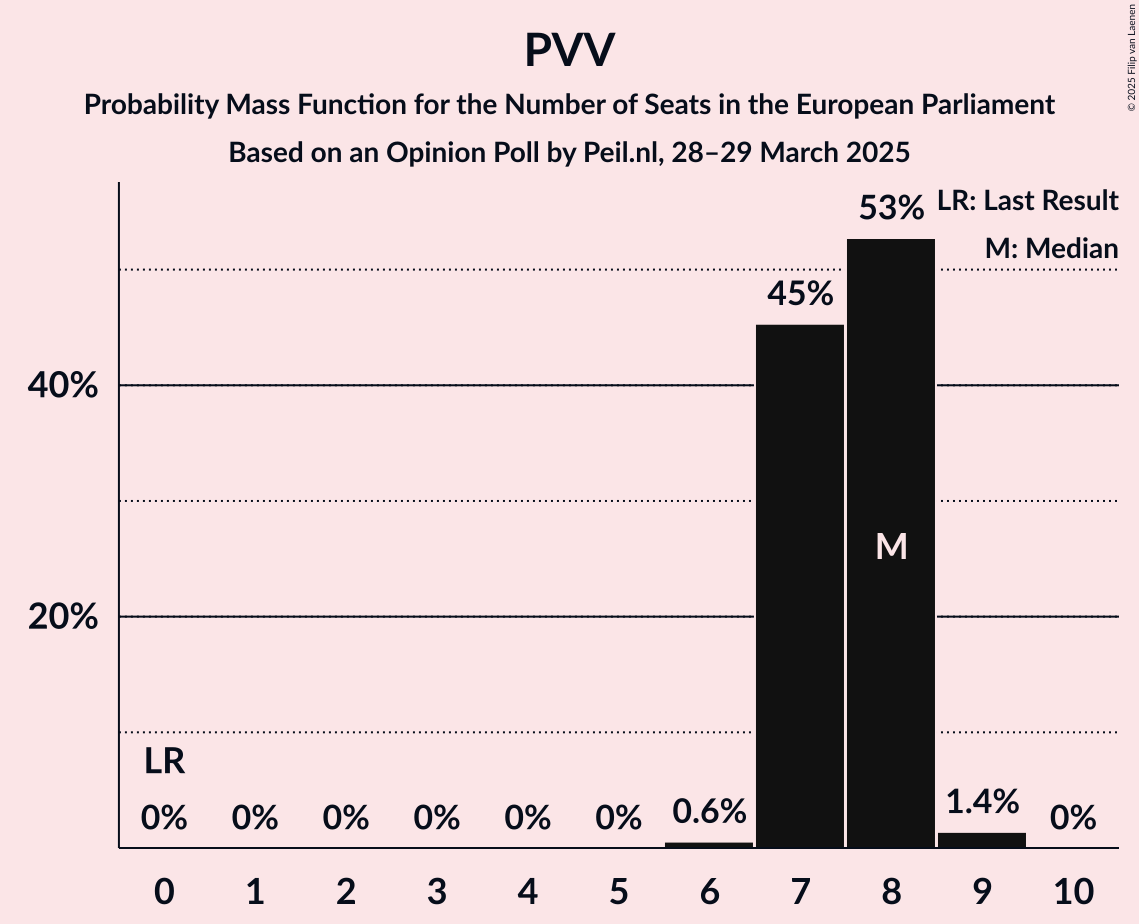 PVV
Probability Mass Function for the Number of Seats in the European Parliament
Based on an Opinion Poll by Peil.nl, 28–29 March 2025
© 2025 Filip van Laenen
LR: Last Result
M: Median
53%
45%
40%
M
20%
LR
0% 0% 0% 0% 0% 0% 0.6% 1.4% 0%
0 1 2 3 4 5 6 7 8 9 10